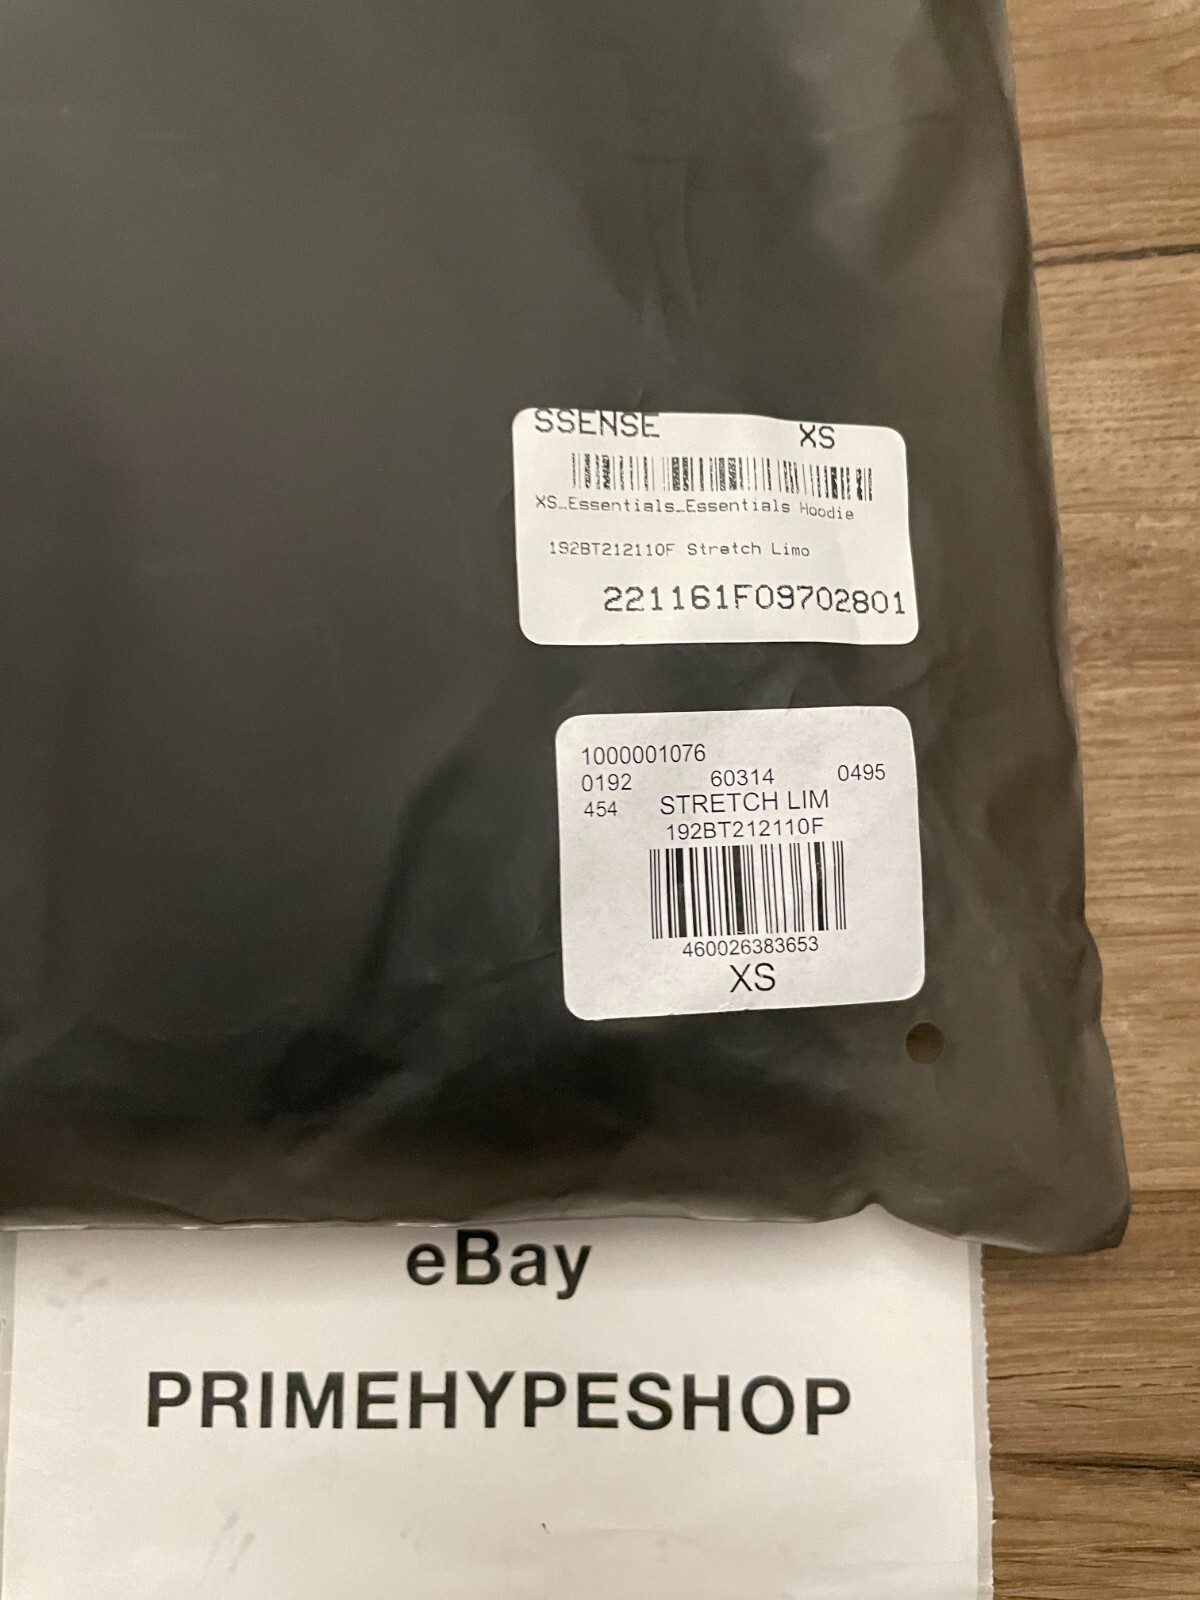 SSENSE XS
XS_Essentials_Essentials Hoodie
192BT212110F Stretch Limo
221161F09702801
1000001076
0192 60314 0495
454 STRETCH LIM
192BT212110F
460026383653
XS
eBay
PRIMEHYPESHOP